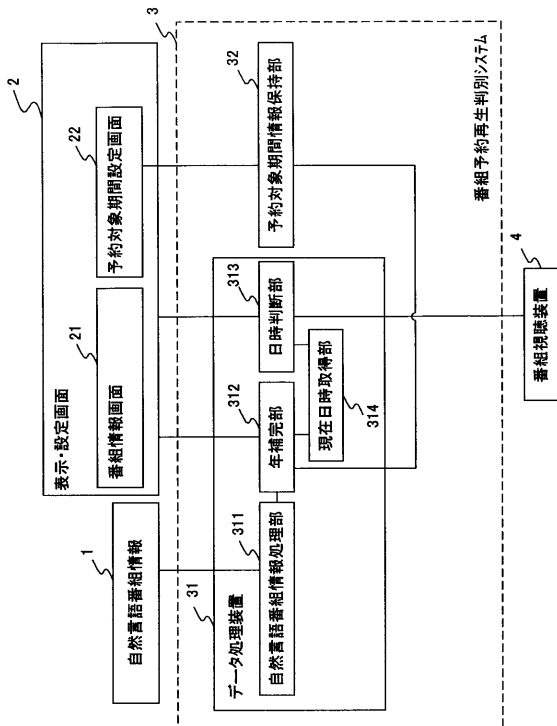 1
自然言語番組情報
2
表示・設定画面
21
番組情報画面
22
予約対象期間設定画面
3
31
データ処理装置
311
自然言語番組情報処理部
312
年補完部
313
日時判断部
314
現在日時取得部
32
予約対象期間情報保持部
番組予約再生判別システム
4
番組視聴装置